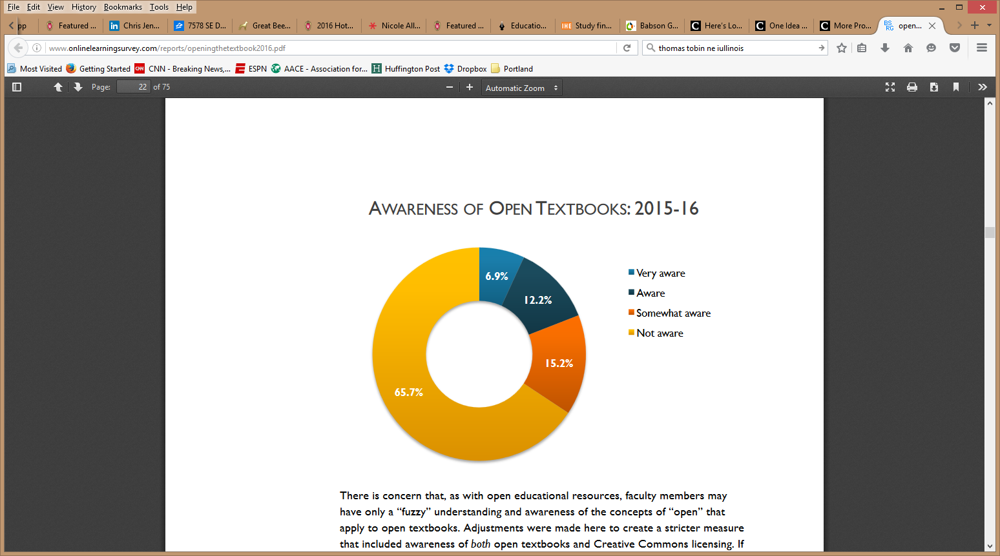 File Edit View History Bookmarks Tools Help
pp Featured ... Chris Jen... 7578 SE D... Great Bee... 2016 Hot... Nicole All... Featured ... Educatio... IHE Study fin... Babson G... Here's Lo... One Idea ... More Pro... BS RG open...
www.onlinelearningsurvey.com/reports/openingthetextbook2016.pdf thomas tobin ne iullinois
Most Visited Getting Started CNN - Breaking News,... ESPN AACE - Association for... H Huffington Post Dropbox Portland
Page: 22 of 75 Automatic Zoom
AWARENESS OF OPEN TEXTBOOKS: 2015-16
6.9%
12.2%
15.2%
65.7%
Very aware
Aware
Somewhat aware
Not aware
There is concern that, as with open educational resources, faculty members may
have only a “fuzzy” understanding and awareness of the concepts of “open” that
apply to open textbooks. Adjustments were made here to create a stricter measure
that included awareness of both open textbooks and Creative Commons licensing. If